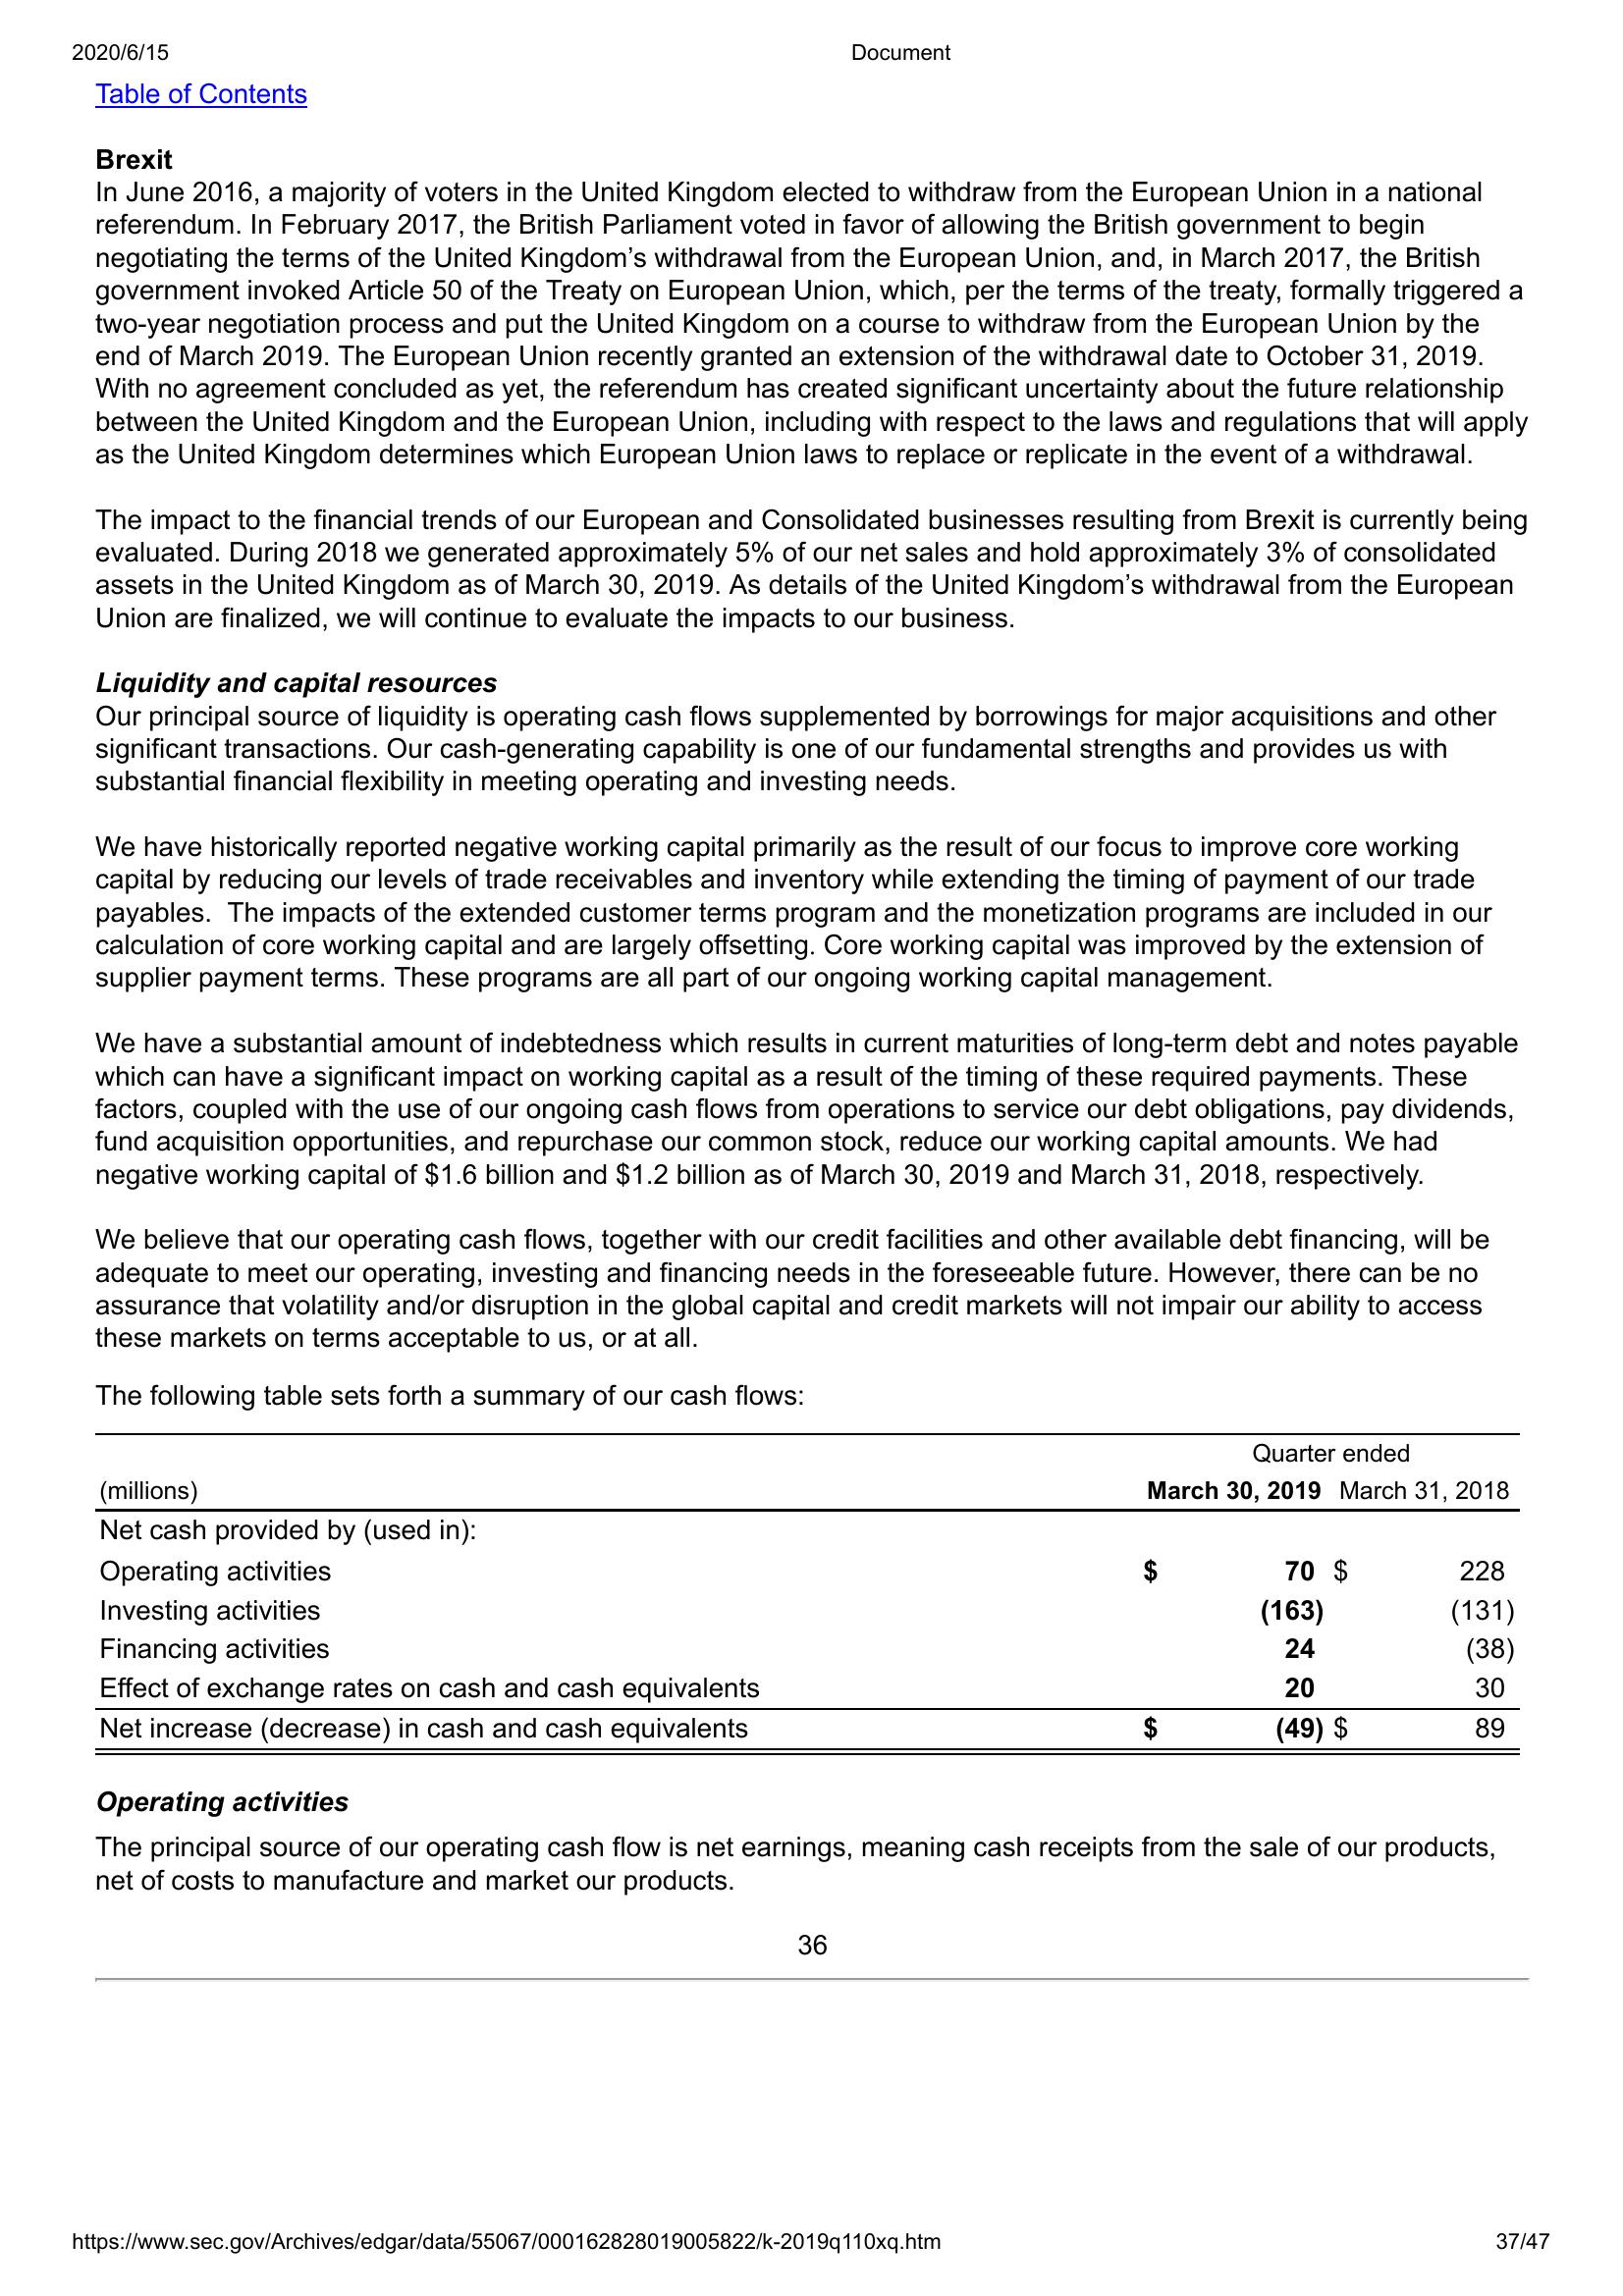 2020/6/15 Document
Table of Contents
Brexit
In June 2016, a majority of voters in the United Kingdom elected to withdraw from the European Union in a national
referendum. In February 2017, the British Parliament voted in favor of allowing the British government to begin
negotiating the terms of the United Kingdom’s withdrawal from the European Union, and, in March 2017, the British
government invoked Article 50 of the Treaty on European Union, which, per the terms of the treaty, formally triggered a
two-year negotiation process and put the United Kingdom on a course to withdraw from the European Union by the
end of March 2019. The European Union recently granted an extension of the withdrawal date to October 31, 2019.
With no agreement concluded as yet, the referendum has created significant uncertainty about the future relationship
between the United Kingdom and the European Union, including with respect to the laws and regulations that will apply
as the United Kingdom determines which European Union laws to replace or replicate in the event of a withdrawal.
The impact to the financial trends of our European and Consolidated businesses resulting from Brexit is currently being
evaluated. During 2018 we generated approximately 5% of our net sales and hold approximately 3% of consolidated
assets in the United Kingdom as of March 30, 2019. As details of the United Kingdom’s withdrawal from the European
Union are finalized, we will continue to evaluate the impacts to our business.
Liquidity and capital resources
Our principal source of liquidity is operating cash flows supplemented by borrowings for major acquisitions and other
significant transactions. Our cash-generating capability is one of our fundamental strengths and provides us with
substantial financial flexibility in meeting operating and investing needs.
We have historically reported negative working capital primarily as the result of our focus to improve core working
capital by reducing our levels of trade receivables and inventory while extending the timing of payment of our trade
payables.  The impacts of the extended customer terms program and the monetization programs are included in our
calculation of core working capital and are largely offsetting. Core working capital was improved by the extension of
supplier payment terms. These programs are all part of our ongoing working capital management.
We have a substantial amount of indebtedness which results in current maturities of long-term debt and notes payable
which can have a significant impact on working capital as a result of the timing of these required payments. These
factors, coupled with the use of our ongoing cash flows from operations to service our debt obligations, pay dividends,
fund acquisition opportunities, and repurchase our common stock, reduce our working capital amounts. We had
negative working capital of $1.6 billion and $1.2 billion as of March 30, 2019 and March 31, 2018, respectively.
We believe that our operating cash flows, together with our credit facilities and other available debt financing, will be
adequate to meet our operating, investing and financing needs in the foreseeable future. However, there can be no
assurance that volatility and/or disruption in the global capital and credit markets will not impair our ability to access
these markets on terms acceptable to us, or at all.
The following table sets forth a summary of our cash flows:
Quarter ended
(millions) March 30, 2019 March 31, 2018
Net cash provided by (used in):
Operating activities $ 70 $ 228
Investing activities (163) (131)
Financing activities 24 (38)
Effect of exchange rates on cash and cash equivalents 20 30
Net increase (decrease) in cash and cash equivalents $ (49) $ 89
Operating activities
The principal source of our operating cash flow is net earnings, meaning cash receipts from the sale of our products,
net of costs to manufacture and market our products.
36
https://www.sec.gov/Archives/edgar/data/55067/000162828019005822/k-2019q110xq.htm 37/47